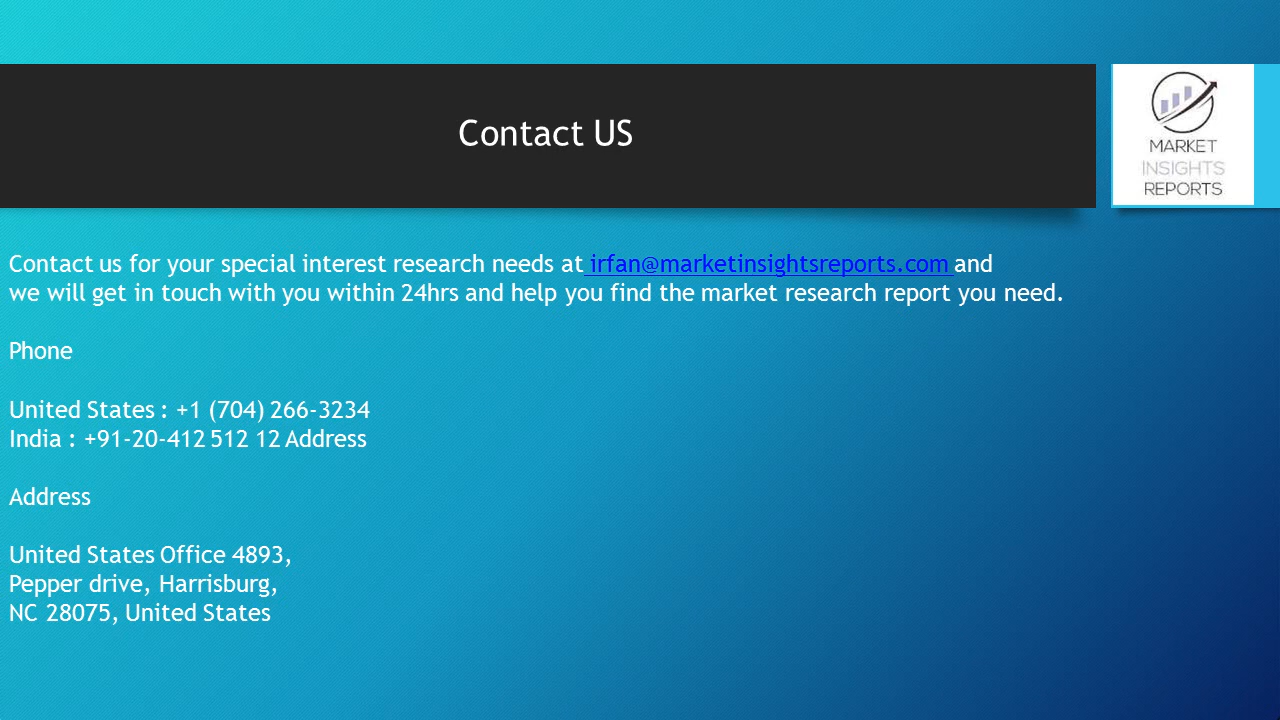 Contact US
MARKET
INSIGHTS
REPORTS
Contact us for your special interest research needs at irfan@marketinsightsreports.com and
we will get in touch with you within 24hrs and help you find the market research report you need.
Phone
United States : +1 (704) 266-3234
India : +91-20-412 512 12 Address
Address
United States Office 4893,
Pepper drive, Harrisburg,
NC 28075, United States